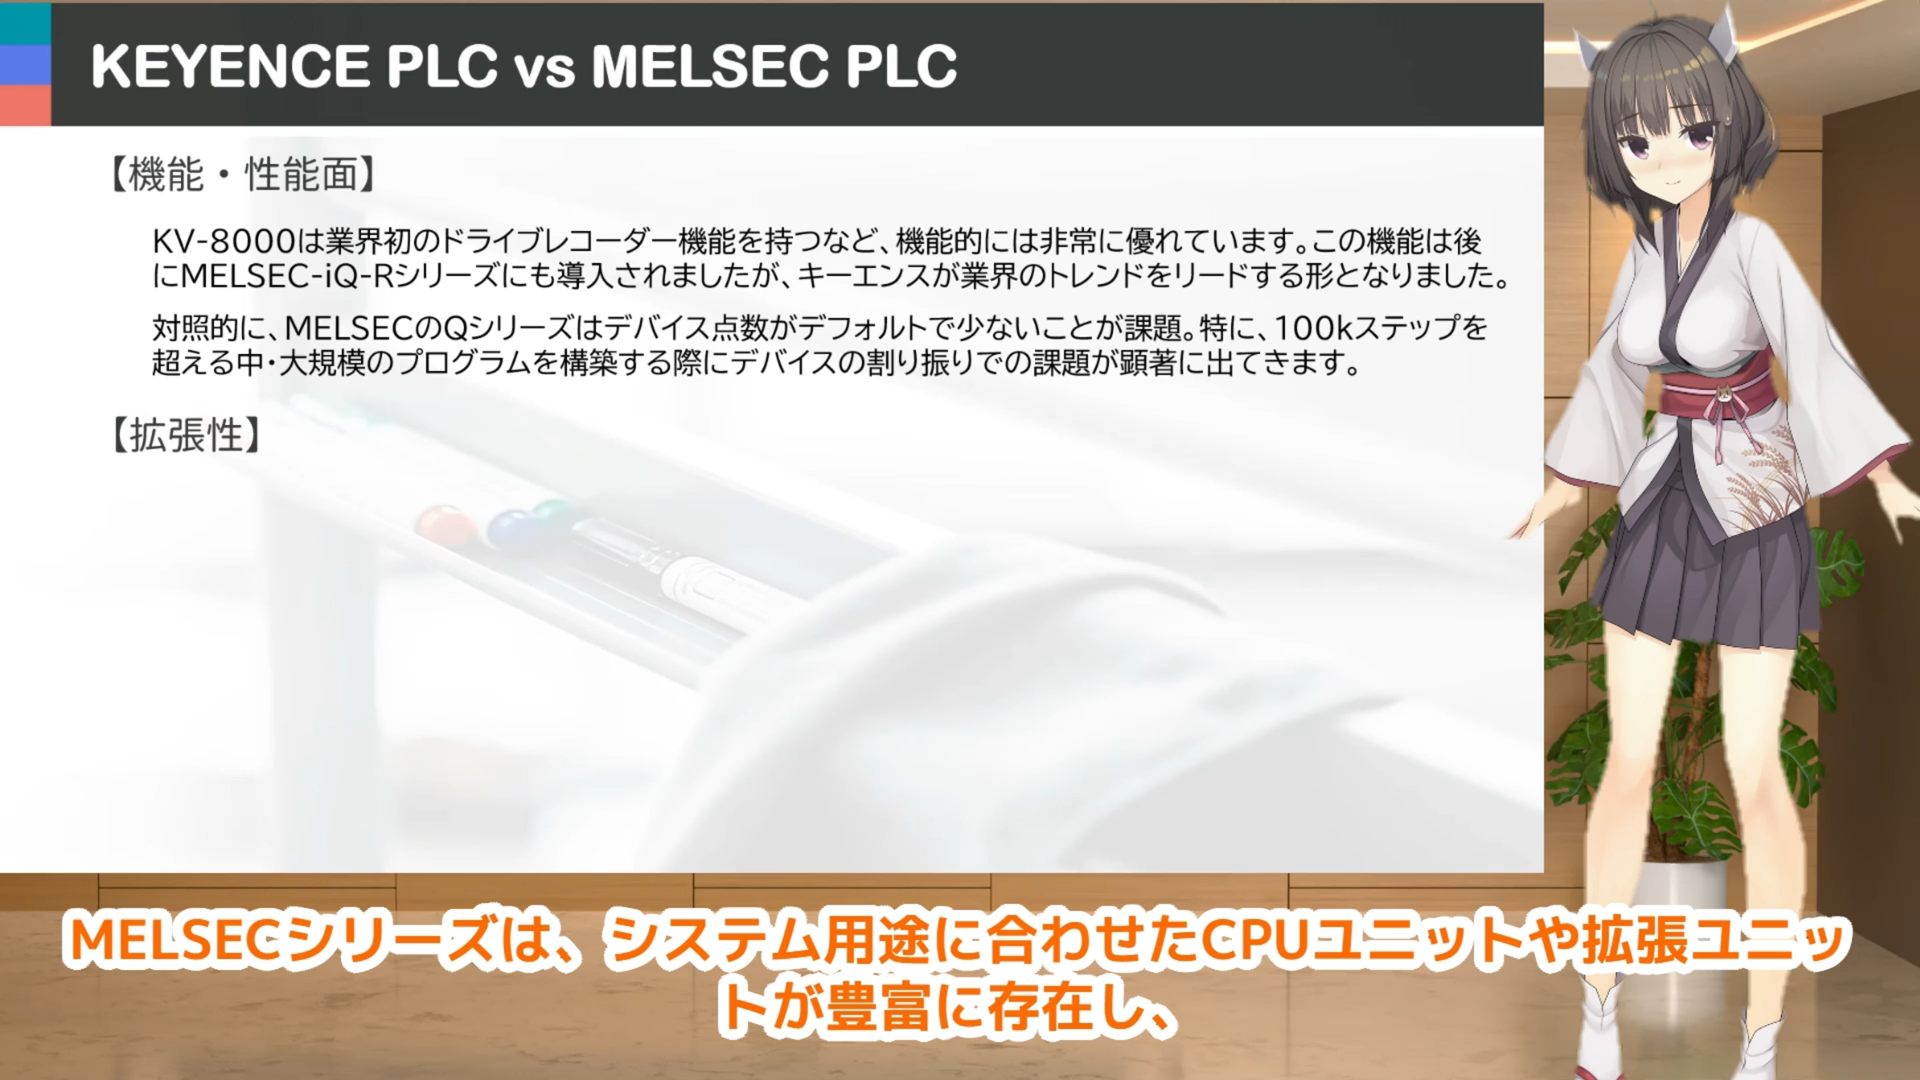 KEYENCE PLC vs MELSEC PLC
【機能・性能面】
KV-8000は業界初のドライブレコーダー機能を持つなど、機能的には非常に優れています。この機能は後
にMELSEC-iQ-Rシリーズにも導入されましたが、キーエンスが業界のトレンドをリードする形となりました。
対照的に、MELSECのQシリーズはデバイス点数がデフォルトで少ないことが課題。特に、100kステップを
超える中・大規模のプログラムを構築する際にデバイスの割り振りでの課題が顕著に出てきます。
【拡張性】
MELSECシリーズは、システム用途に合わせたCPUユニットや拡張ユニッ
トが豊富に存在し、